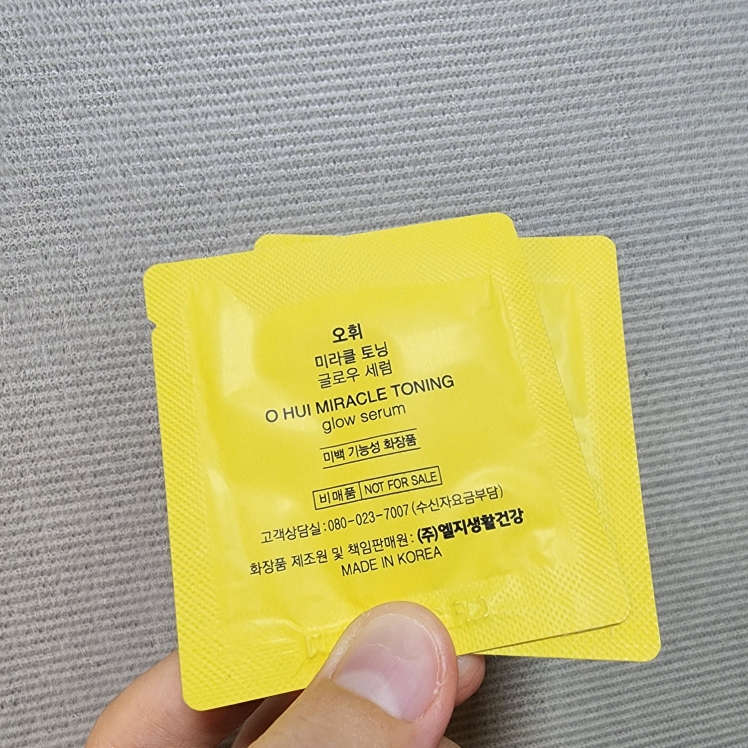 오휘
미라클 토닝
글로우 세럼
O HUI MIRACLE TONING
glow serum
미백 기능성 화장품
비매품 NOT FOR SALE
고객상담실:080-023-7007(수신자요금부담)
화장품 제조원 및 책임판매원: (주)엘지생활건강
MADE IN KOREA